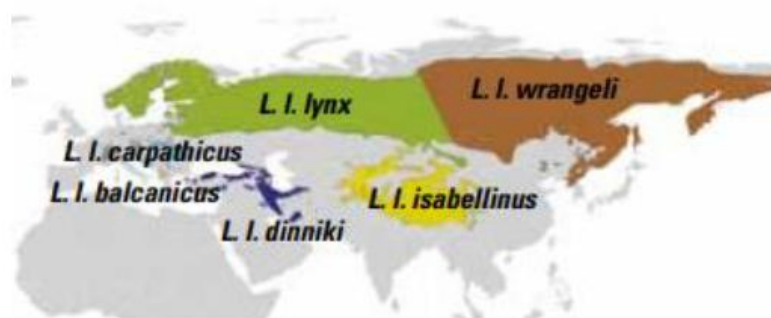 L. l. lynx
L. l. wrangeli
L. l. carpathicus
L. l. balcanicus
L. l. isabellinus
L. l. dinniki